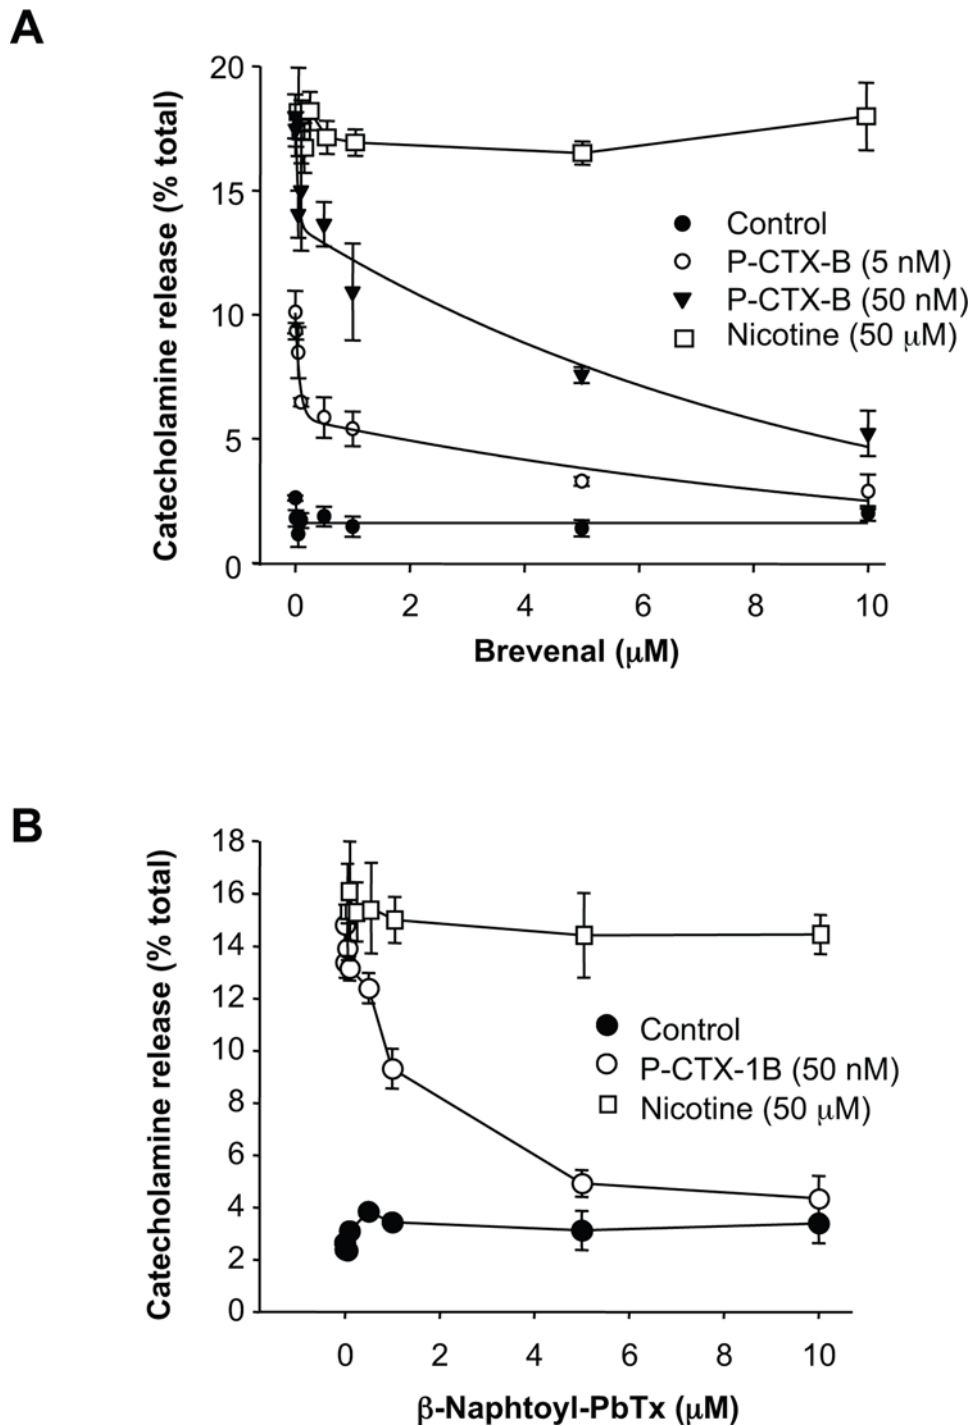 A
Catecholamine release (% total)
20
15
10
5
0
Control
P-CTX-B (5 nM)
P-CTX-B (50 nM)
Nicotine (50 μM)
0 2 4 6 8 10
Brevenal (μM)
B
Catecholamine release (% total)
18
16
14
12
10
8
6
4
2
0
Control
P-CTX-1B (50 nM)
Nicotine (50 μM)
0 2 4 6 8 10
β-Naphtoyl-PbTx (μM)